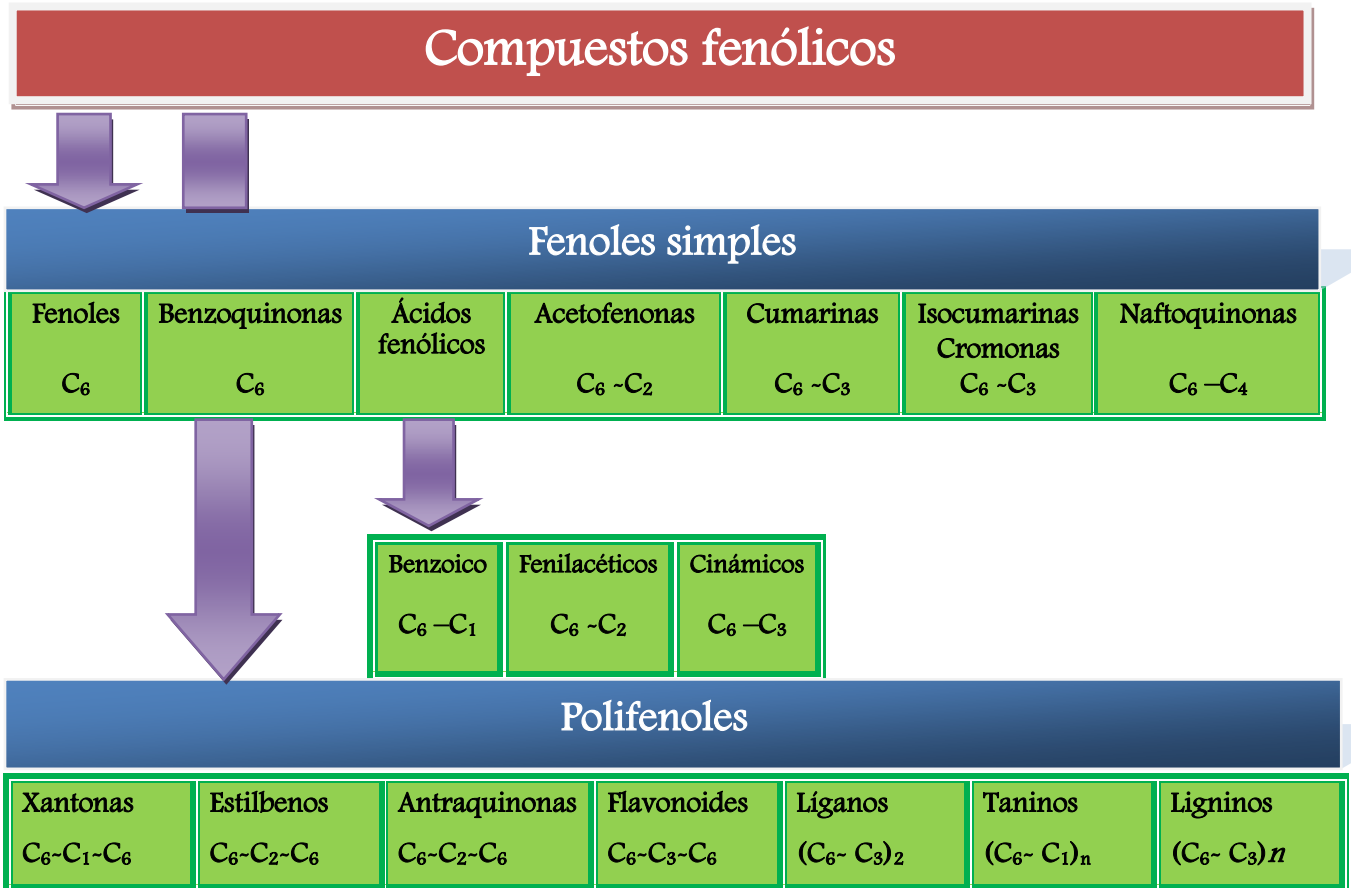 Compuestos fenólicos
Fenoles simples
Fenoles
C₆
Benzoquinonas
C₆
Ácidos
fenólicos
Acetofenonas
C₆ ~C₂
Cumarinas
C₆ ~C₃
Isocumarinas
Cromonas
C₆ ~C₃
Naftoquinonas
C₆ –C₄
Benzoico
C₆ –C₁
Fenilacéticos
C₆ ~C₂
Cinámicos
C₆ –C₃
Polifenoles
Xantonas
C₆~C₁~C₆
Estilbenos
C₆~C₂~C₆
Antraquinonas
C₆~C₂~C₆
Flavonoides
C₆~C₃~C₆
Líganos
(C₆~ C₃)₂
Taninos
(C₆~ C₁)ₙ
Ligninos
(C₆~ C₃)n